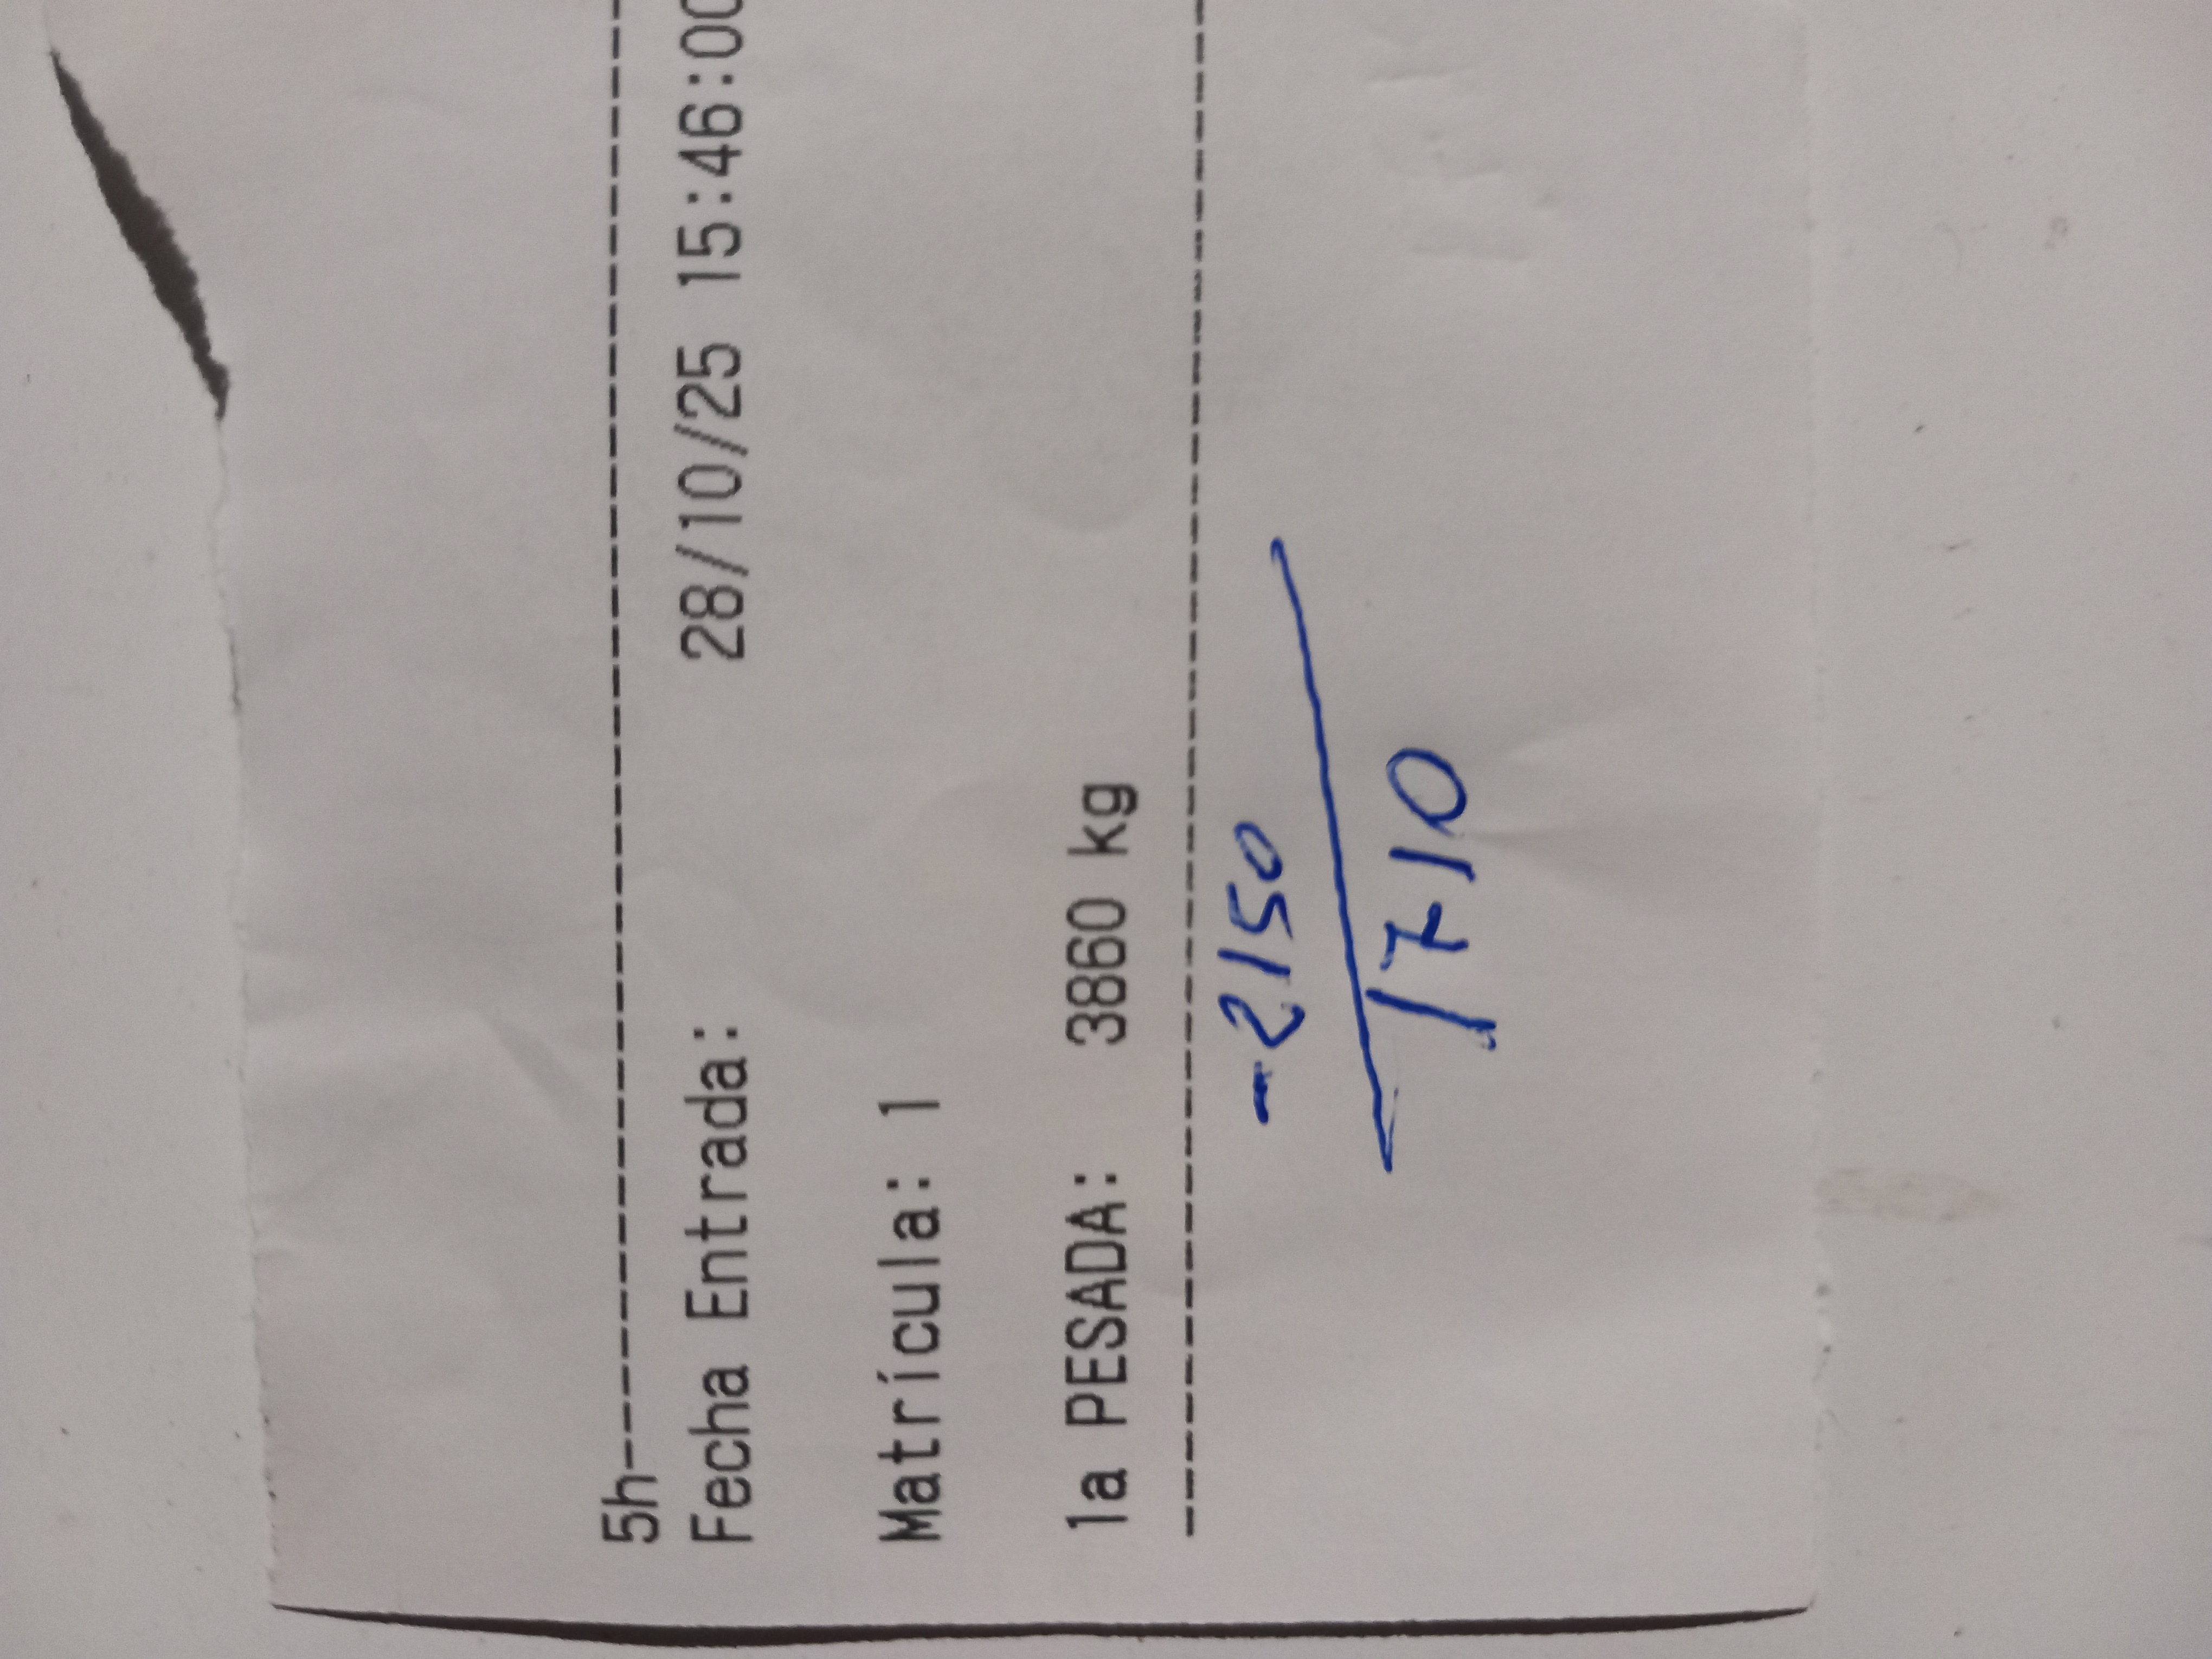 5h--------------------------------
Fecha Entrada: 28/10/25 15:46:00
Matrícula: 1
1a PESADA: 3860 kg
----------------------------------
-2150
1710